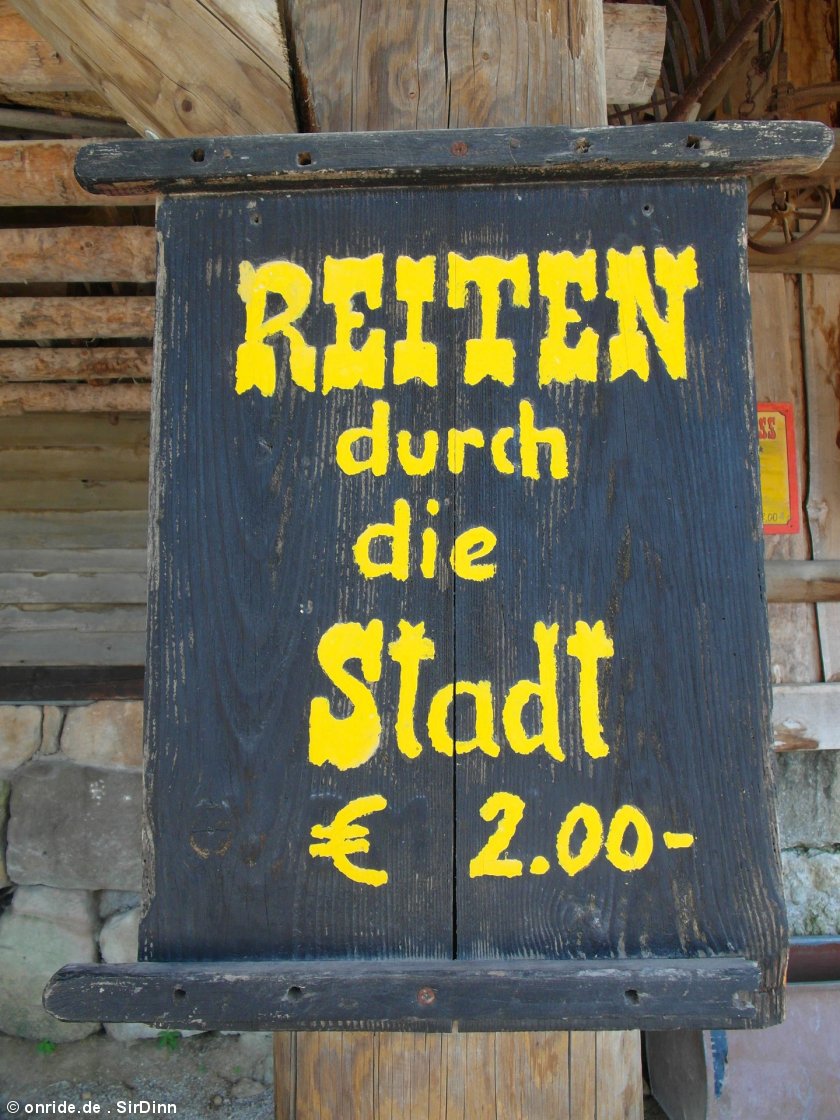 REITEN
durch
die
Stadt
€ 2.00-
© onride.de . SirDinn